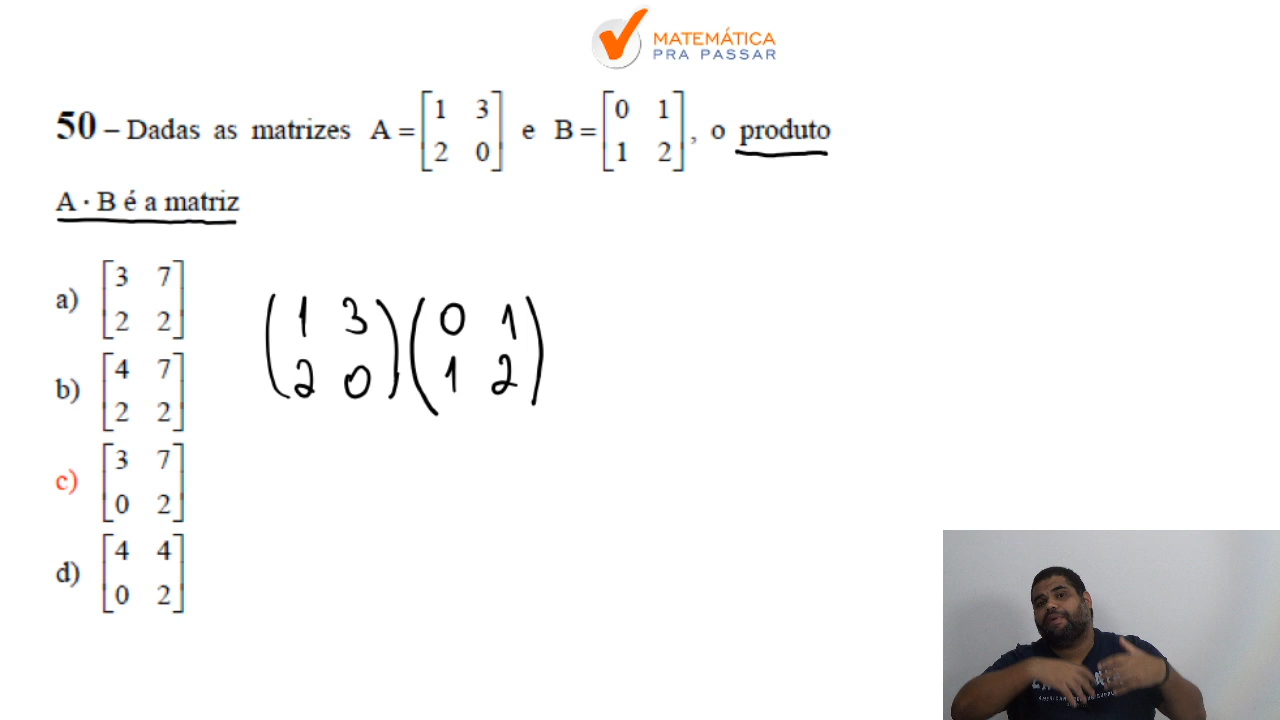 MATEMÁTICA
PRA PASSAR
50 – Dadas as matrizes A = [1 3 e B = [0 1 , o produto
2 0] 1 2]
A · B é a matriz
a) [3 7
2 2]
b) [4 7
2 2]
c) [3 7
0 2]
d) [4 4
0 2]
(1 3)(0 1)
(2 0)(1 2)